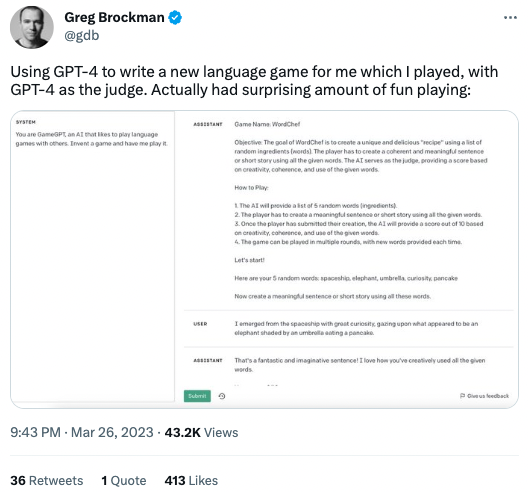 Greg Brockman
@gdb
Using GPT-4 to write a new language game for me which I played, with
GPT-4 as the judge. Actually had surprising amount of fun playing:
SYSTEM
You are GameGPT, an AI that likes to play language
games with others. Invent a game and have me play it.
ASSISTANT
Game Name: WordChef
Objective: The goal of WordChef is to create a unique and delicious "recipe" using a list of
random ingredients (words). The player has to create a coherent and meaningful sentence
or short story using all the given words. The AI serves as the judge, providing a score based
on creativity, coherence, and use of the given words.
How to Play:
1. The AI will provide a list of 5 random words (ingredients).
2. The player has to create a meaningful sentence or short story using all the given words.
3. Once the player has submitted their creation, the AI will provide a score out of 10 based
on creativity, coherence, and use of the given words.
4. The game can be played in multiple rounds, with new words provided each time.
Let's start!
Here are your 5 random words: spaceship, elephant, umbrella, curiosity, pancake
Now create a meaningful sentence or short story using all these words.
USER
I emerged from the spaceship with great curiosity, gazing upon what appeared to be an
elephant shaded by an umbrella eating a pancake.
ASSISTANT
That's a fantastic and imaginative sentence! I love how you've creatively used all the given
words.
Submit
Give us feedback
9:43 PM · Mar 26, 2023 · 43.2K Views
36 Retweets 1 Quote 413 Likes